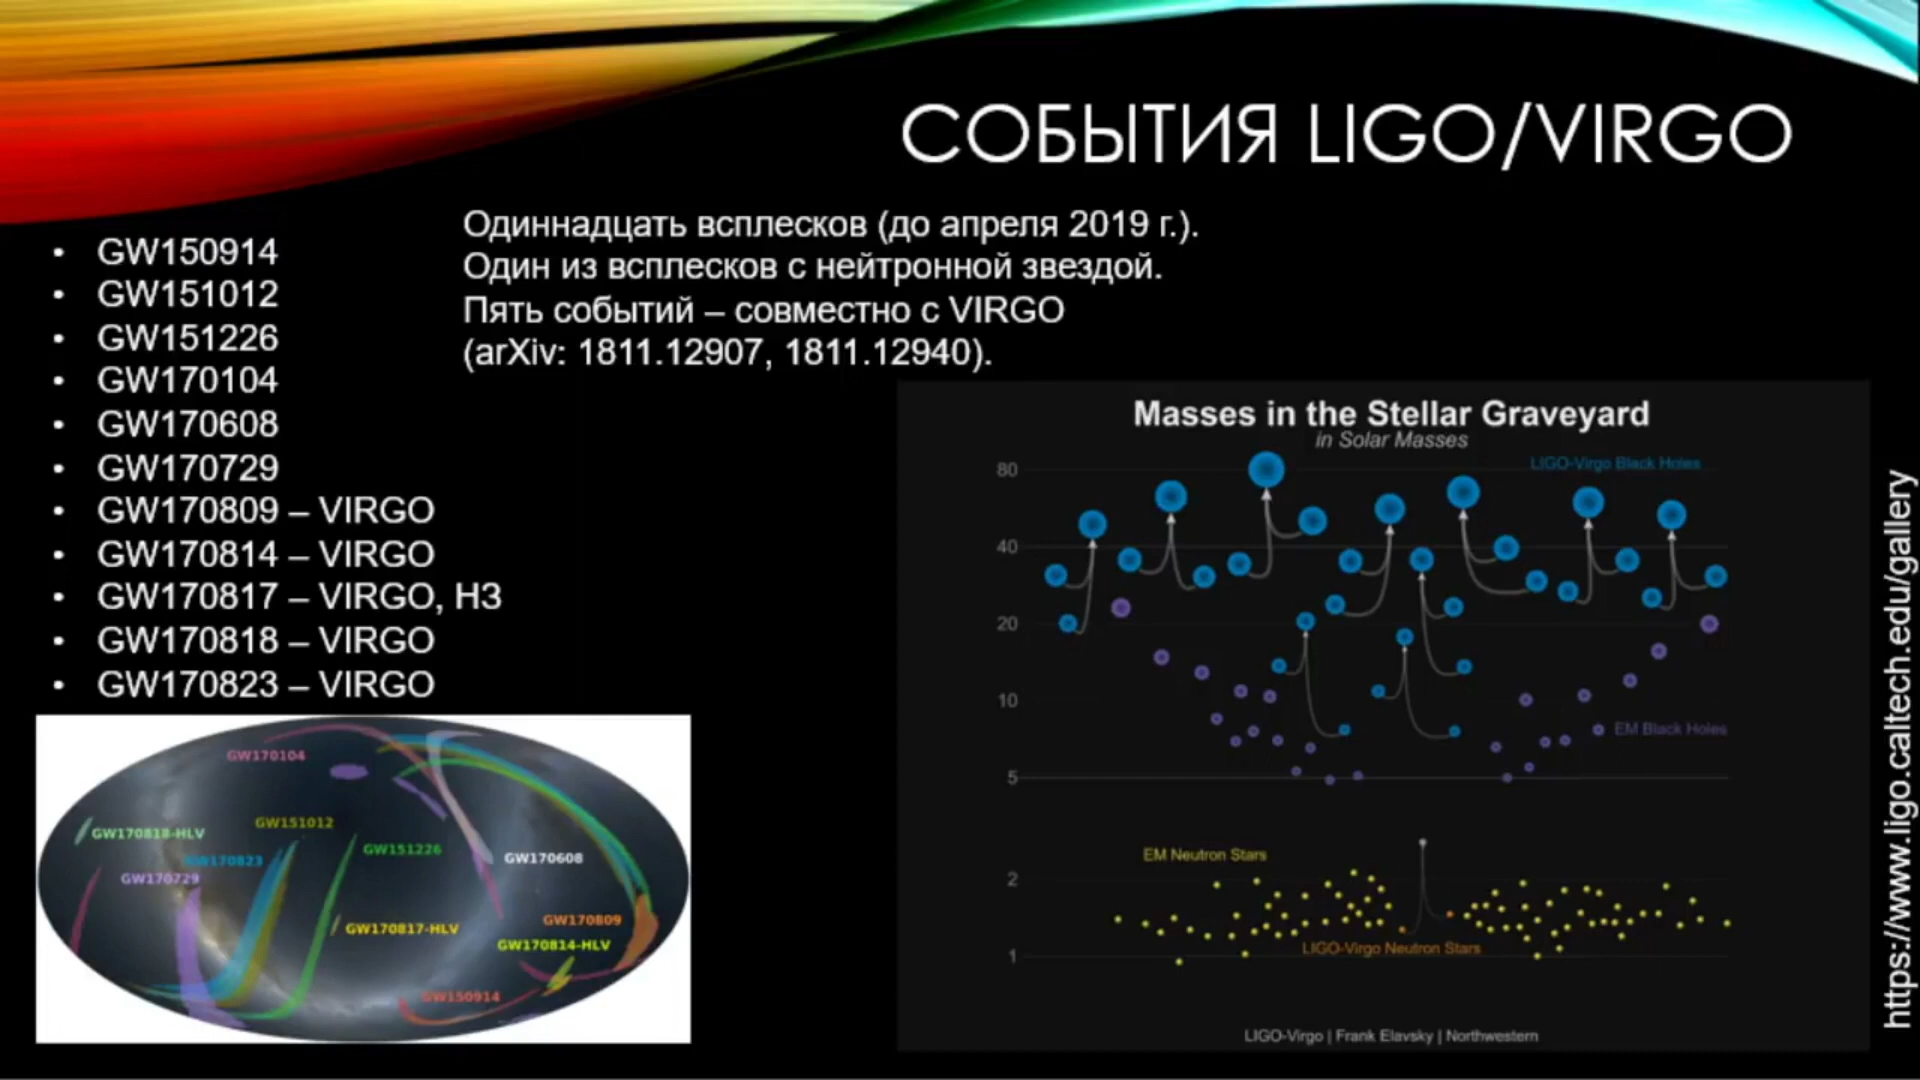 СОБЫТИЯ LIGO/VIRGO
Одиннадцать всплесков (до апреля 2019 г.).
Один из всплесков с нейтронной звездой.
Пять событий – совместно с VIRGO
(arXiv: 1811.12907, 1811.12940).
• GW150914
• GW151012
• GW151226
• GW170104
• GW170608
• GW170729
• GW170809 – VIRGO
• GW170814 – VIRGO
• GW170817 – VIRGO, НЗ
• GW170818 – VIRGO
• GW170823 – VIRGO
GW170104
GW170818-HLV
GW151012
GW170823
GW151226
GW170608
GW170729
GW170809
GW170817-HLV
GW170814-HLV
GW150914
Masses in the Stellar Graveyard
in Solar Masses
LIGO-Virgo Black Holes
80
40
20
10
EM Black Holes
5
EM Neutron Stars
2
LIGO-Virgo Neutron Stars
1
LIGO-Virgo | Frank Elavsky | Northwestern
https://www.ligo.caltech.edu/gallery